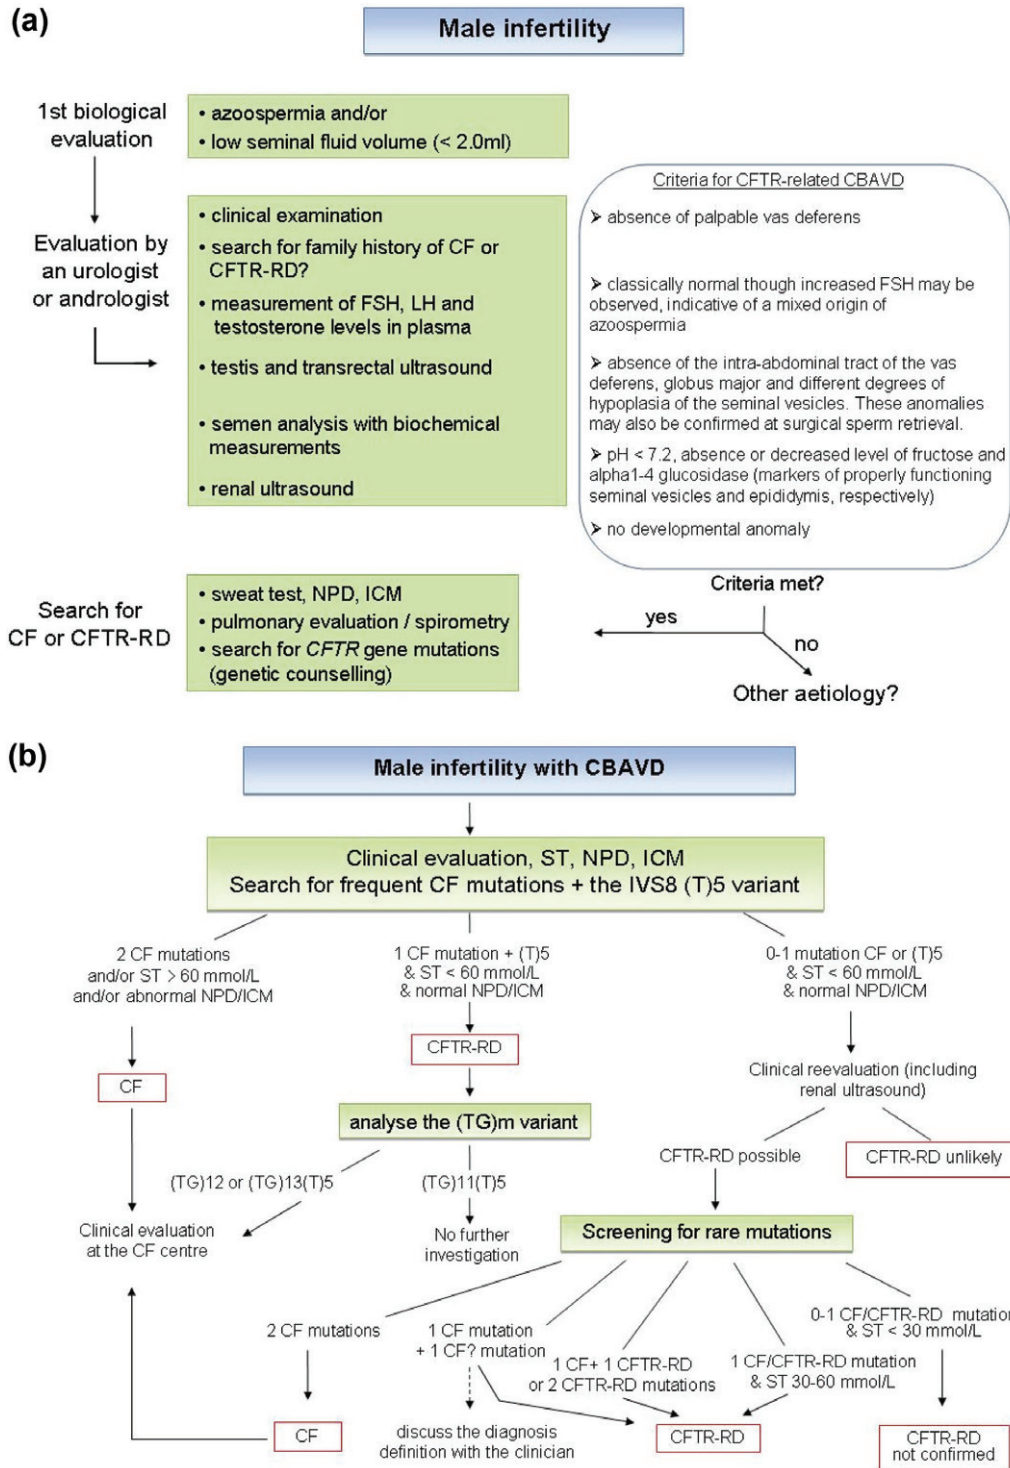 (a)
Male infertility
1st biological
evaluation
• azoospermia and/or
• low seminal fluid volume (< 2.0ml)
Evaluation by
an urologist
or andrologist
• clinical examination
• search for family history of CF or
CFTR-RD?
• measurement of FSH, LH and
testosterone levels in plasma
• testis and transrectal ultrasound
• semen analysis with biochemical
measurements
• renal ultrasound
Criteria for CFTR-related CBAVD
➤ absence of palpable vas deferens
➤ classically normal though increased FSH may be
observed, indicative of a mixed origin of
azoospermia
➤ absence of the intra-abdominal tract of the vas
deferens, globus major and different degrees of
hypoplasia of the seminal vesicles. These anomalies
may also be confirmed at surgical sperm retrieval.
➤ pH < 7.2, absence or decreased level of fructose and
alpha1-4 glucosidase (markers of properly functioning
seminal vesicles and epididymis, respectively)
➤ no developmental anomaly
Criteria met?
yes
no
Other aetiology?
Search for
CF or CFTR-RD
• sweat test, NPD, ICM
• pulmonary evaluation / spirometry
• search for CFTR gene mutations
(genetic counselling)
(b)
Male infertility with CBAVD
Clinical evaluation, ST, NPD, ICM
Search for frequent CF mutations + the IVS8 (T)5 variant
2 CF mutations
and/or ST > 60 mmol/L
and/or abnormal NPD/ICM
1 CF mutation + (T)5
& ST < 60 mmol/L
& normal NPD/ICM
0-1 mutation CF or (T)5
& ST < 60 mmol/L
& normal NPD/ICM
CF
CFTR-RD
Clinical reevaluation (including
renal ultrasound)
analyse the (TG)m variant
CFTR-RD possible
CFTR-RD unlikely
(TG)12 or (TG)13(T)5
(TG)11(T)5
Clinical evaluation
at the CF centre
No further
investigation
Screening for rare mutations
2 CF mutations
1 CF mutation
+ 1 CF? mutation
1 CF+ 1 CFTR-RD
or 2 CFTR-RD mutations
1 CF/CFTR-RD mutation
& ST 30-60 mmol/L
0-1 CF/CFTR-RD mutation
& ST < 30 mmol/L
CF
discuss the diagnosis
definition with the clinician
CFTR-RD
CFTR-RD
not confirmed